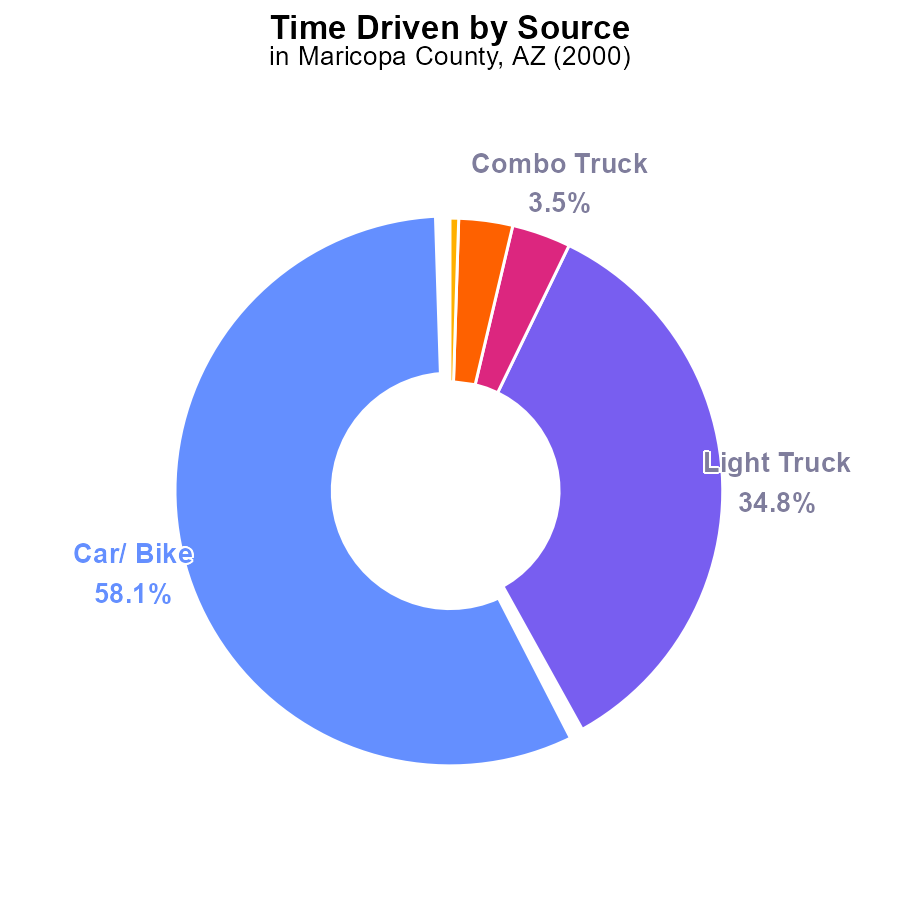 Time Driven by Source
in Maricopa County, AZ (2000)
Combo Truck
3.5%
Light Truck
34.8%
Car/ Bike
58.1%